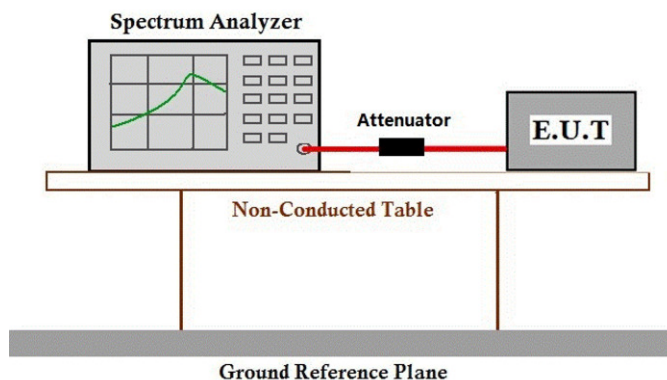 Spectrum Analyzer
Attenuator
E.U.T
Non-Conducted Table
Ground Reference Plane